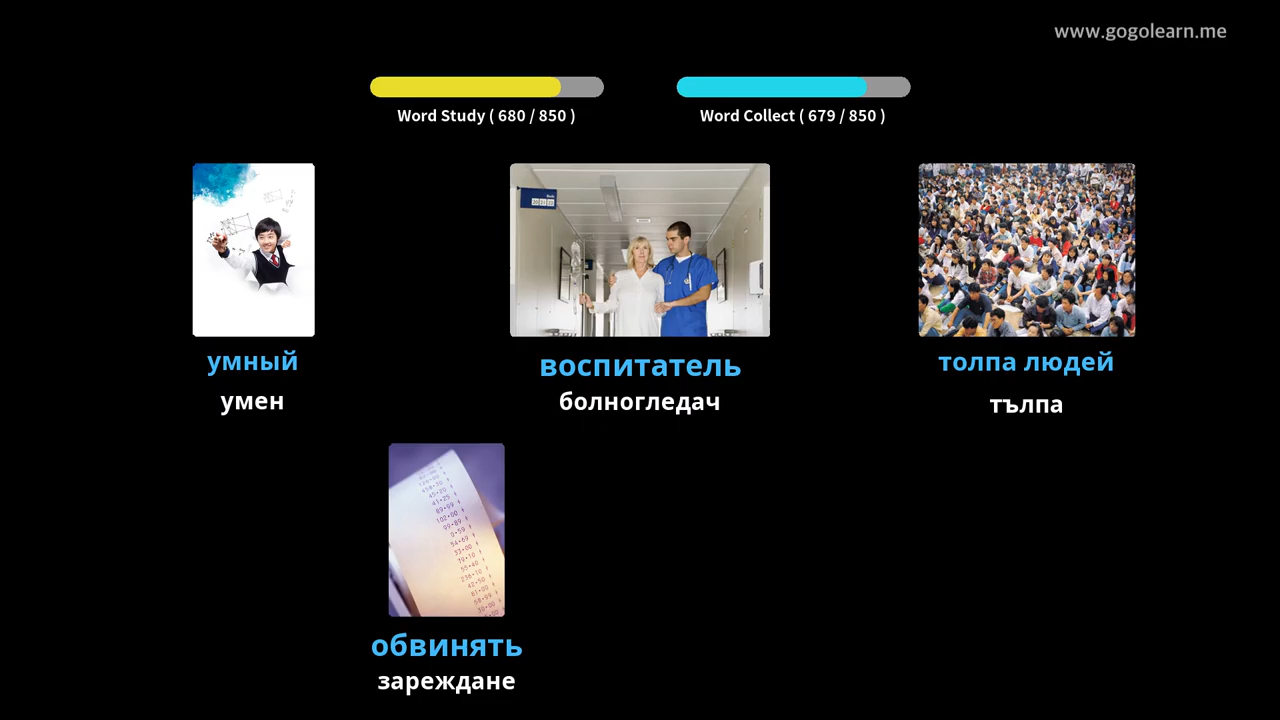 www.gogolearn.me
Word Study ( 680 / 850 )
Word Collect ( 679 / 850 )
умный
умен
воспитатель
болногледач
толпа людей
тълпа
обвинять
зареждане